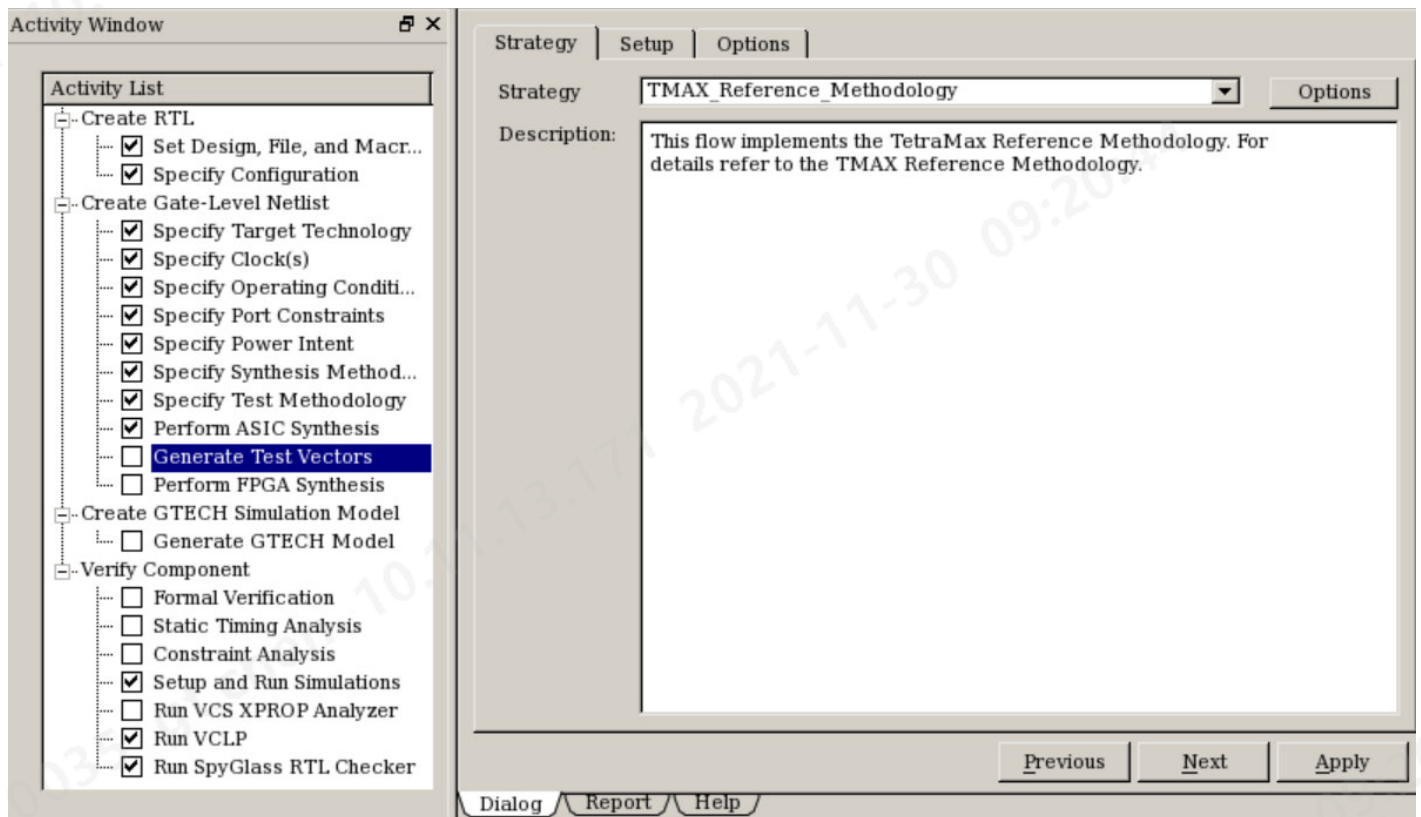 Activity Window
Activity List
Create RTL
Set Design, File, and Macr...
Specify Configuration
Create Gate-Level Netlist
Specify Target Technology
Specify Clock(s)
Specify Operating Conditi...
Specify Port Constraints
Specify Power Intent
Specify Synthesis Method...
Specify Test Methodology
Perform ASIC Synthesis
Generate Test Vectors
Perform FPGA Synthesis
Create GTECH Simulation Model
Generate GTECH Model
Verify Component
Formal Verification
Static Timing Analysis
Constraint Analysis
Setup and Run Simulations
Run VCS XPROP Analyzer
Run VCLP
Run SpyGlass RTL Checker
Strategy Setup Options
Strategy TMAX_Reference_Methodology Options
Description: This flow implements the TetraMax Reference Methodology. For
details refer to the TMAX Reference Methodology.
Previous Next Apply
Dialog Report Help
2021-11-30